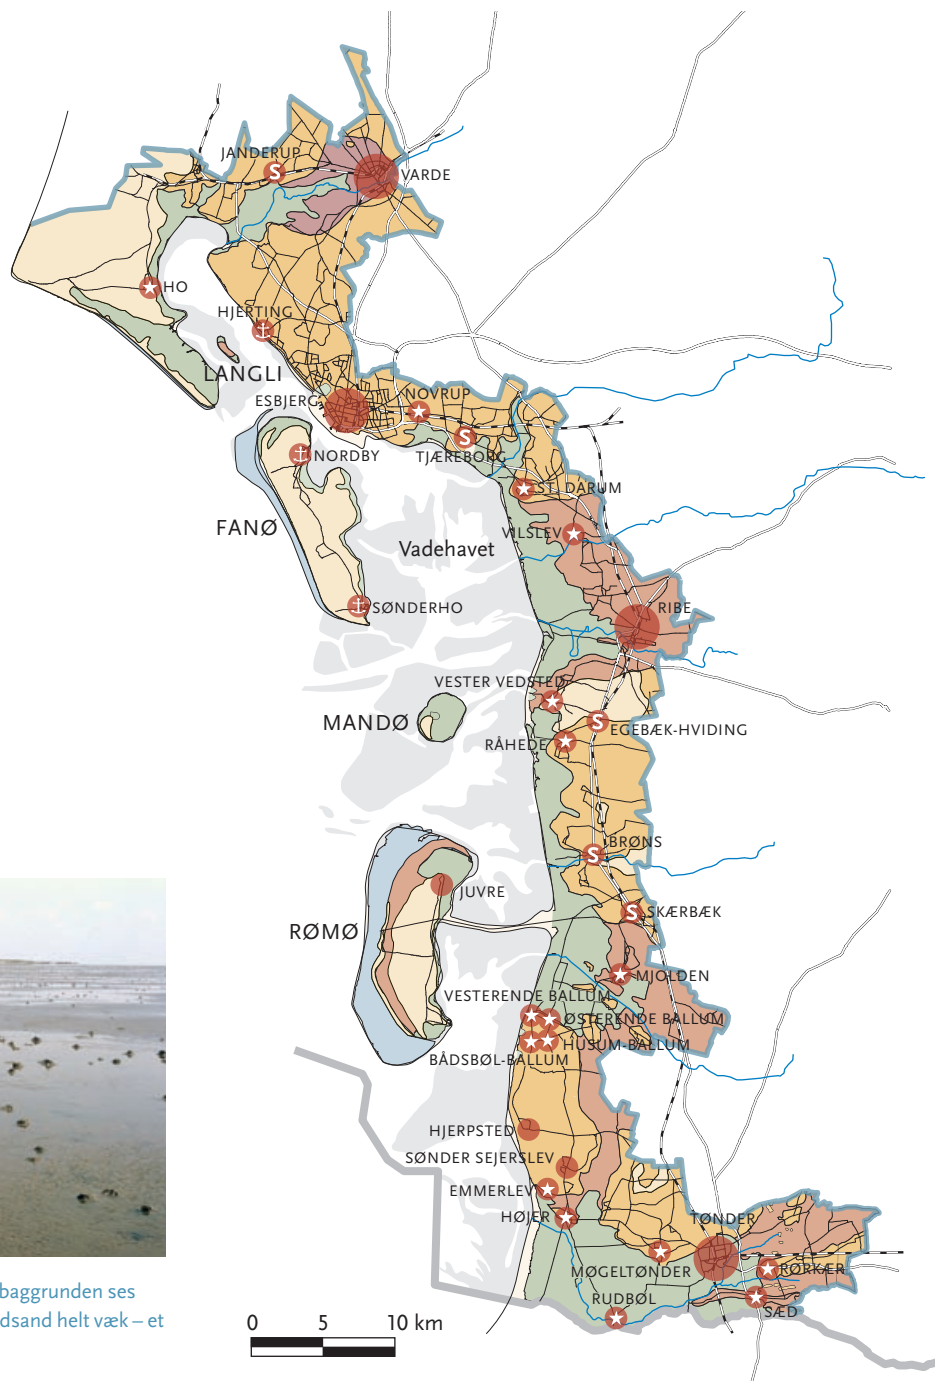 JANDERUP
VARDE
HO
HJERTING
LANGLI
ESBJERG
NOVRUP
NORDBY
TJÆREBORG
ST. DARUM
FANØ
VILSLEV
Vadehavet
SØNDERHO
RIBE
VESTER VEDSTED
MANDØ
EGEBÆK-HVIDING
RÅHEDE
BRØNS
JUVRE
SKÆRBÆK
RØMØ
MJOLDEN
VESTERENDE BALLUM
ØSTERENDE BALLUM
HUSUM-BALLUM
BÅDSBØL-BALLUM
HJERPSTED
SØNDER SEJERSLEV
EMMERLEV
HØJER
TØNDER
MØGELTØNDER
RØRKÆR
RUDBØL
SÆD
baggrunden ses
dsand helt væk – et
0 5 10 km
S
S
S
S
S